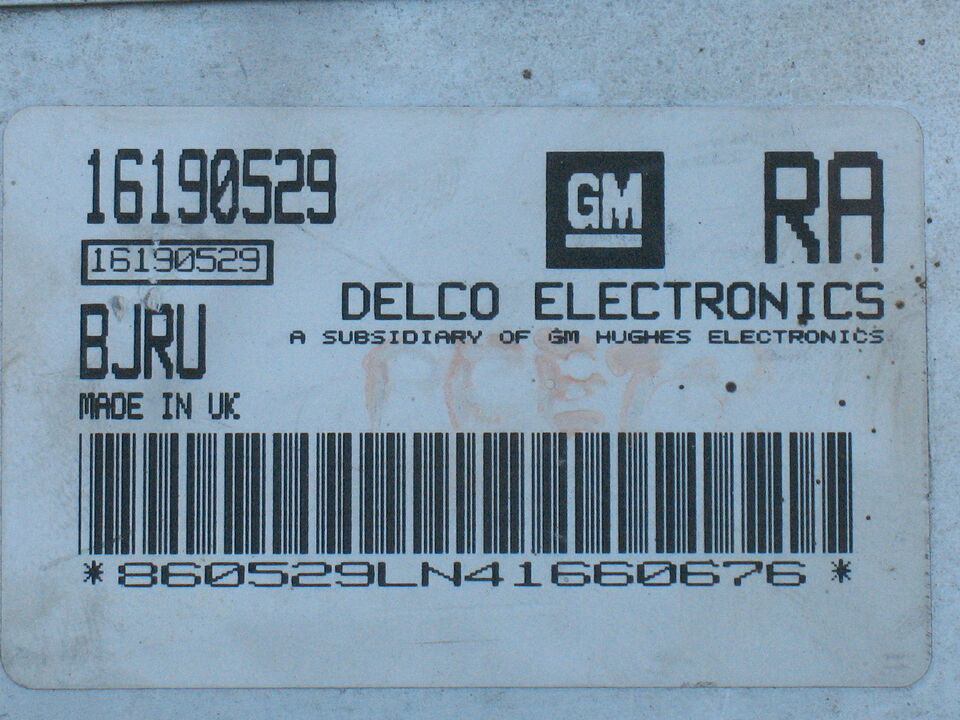 16190529
16190529
BJRU
MADE IN UK
GM
RA
DELCO ELECTRONICS
A SUBSIDIARY OF GM HUGHES ELECTRONICS
*860529LN41660676*